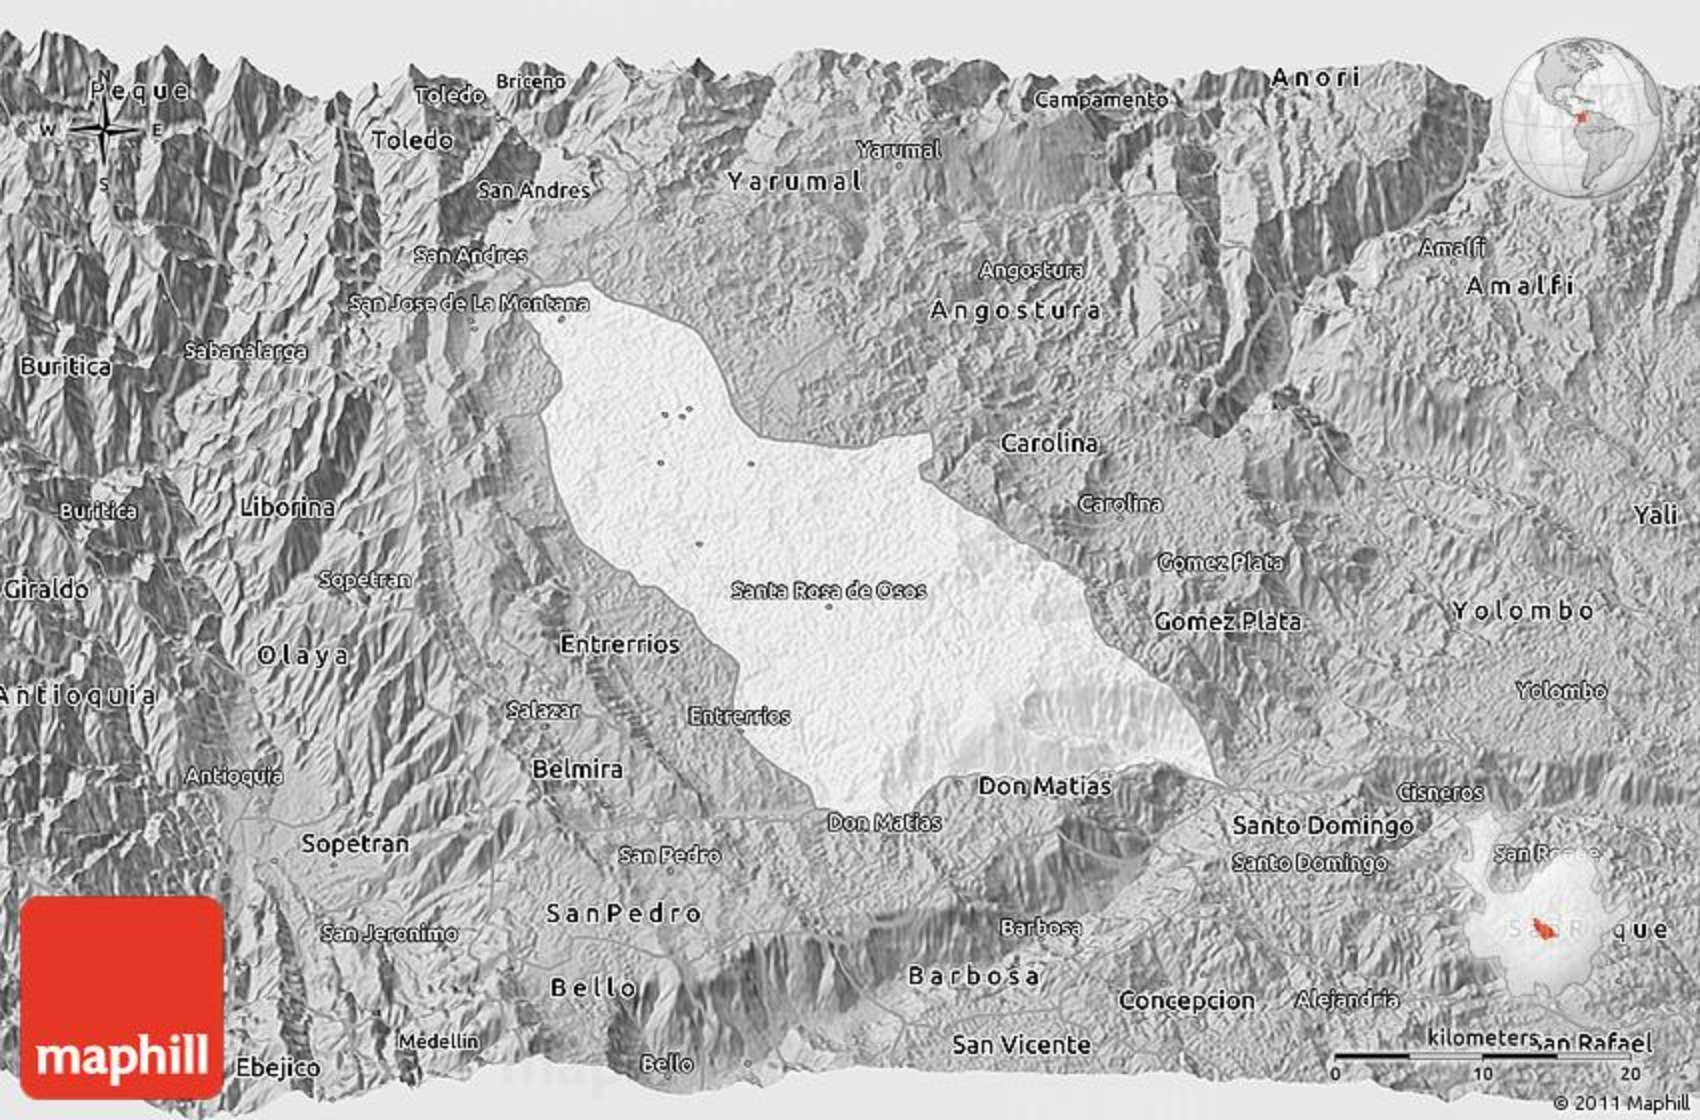 N
Peque
W
E
S
Toledo
Briceno
Toledo
San Andres
San Andres
San Jose de La Montana
Yarumal
Yarumal
Campamento
Anori
Amalfi
Amalfi
Angostura
Angostura
Buritica
Sabanalarga
Carolina
Carolina
Liborina
Buritica
Yali
Giraldo
Sopetran
Santa Rosa de Osos
Gomez Plata
Gomez Plata
Yolombo
Olaya
Entrerrios
Antioquia
Salazar
Entrerrios
Yolombo
Antioquia
Belmira
Don Matias
Cisneros
Don Matias
Santo Domingo
Sopetran
San Pedro
Santo Domingo
San Roque
San Pedro
San Jeronimo
Barbosa
San Roque
Bello
Barbosa
Concepcion
Alejandria
Medellin
San Vicente
kilometers
San Rafael
maphill
Ebejico
Bello
0 10 20
© 2011 Maphill